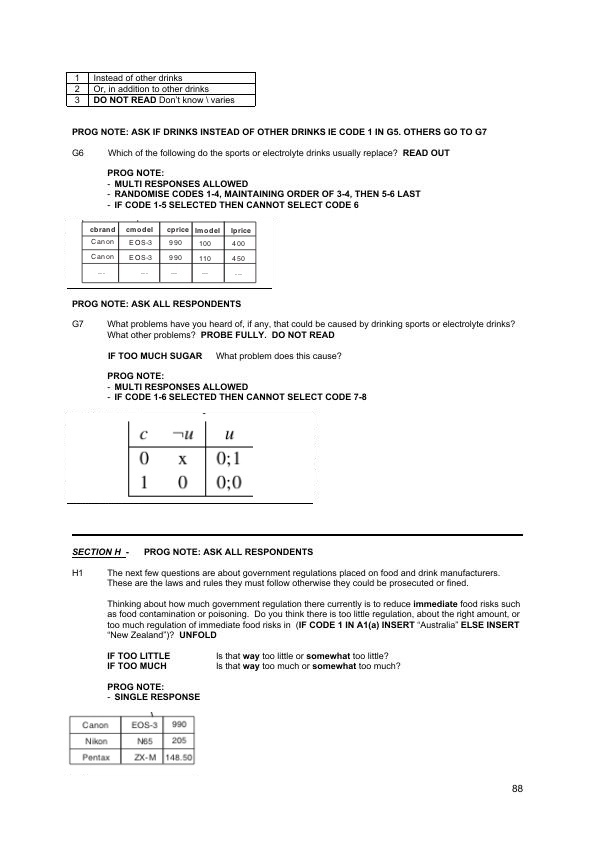 1 Instead of other drinks
2 Or, in addition to other drinks
3 DO NOT READ Don't know \ varies
PROG NOTE: ASK IF DRINKS INSTEAD OF OTHER DRINKS IE CODE 1 IN G5. OTHERS GO TO G7
G6 Which of the following do the sports or electrolyte drinks usually replace? READ OUT
PROG NOTE:
- MULTI RESPONSES ALLOWED
- RANDOMISE CODES 1-4, MAINTAINING ORDER OF 3-4, THEN 5-6 LAST
- IF CODE 1-5 SELECTED THEN CANNOT SELECT CODE 6
cbrand cmodel cprice lmodel lprice
Canon EOS-3 990 100 400
Canon EOS-3 990 110 450
... ... ... ... ...
PROG NOTE: ASK ALL RESPONDENTS
G7 What problems have you heard of, if any, that could be caused by drinking sports or electrolyte drinks?
What other problems? PROBE FULLY. DO NOT READ
IF TOO MUCH SUGAR What problem does this cause?
PROG NOTE:
- MULTI RESPONSES ALLOWED
- IF CODE 1-6 SELECTED THEN CANNOT SELECT CODE 7-8
c ¬u u
0 x 0;1
1 0 0;0
SECTION H - PROG NOTE: ASK ALL RESPONDENTS
H1 The next few questions are about government regulations placed on food and drink manufacturers.
These are the laws and rules they must follow otherwise they could be prosecuted or fined.
Thinking about how much government regulation there currently is to reduce immediate food risks such
as food contamination or poisoning. Do you think there is too little regulation, about the right amount, or
too much regulation of immediate food risks in (IF CODE 1 IN A1(a) INSERT "Australia" ELSE INSERT
"New Zealand")? UNFOLD
IF TOO LITTLE Is that way too little or somewhat too little?
IF TOO MUCH Is that way too much or somewhat too much?
PROG NOTE:
- SINGLE RESPONSE
Canon EOS-3 990
Nikon N65 205
Pentax ZX-M 148.50
88